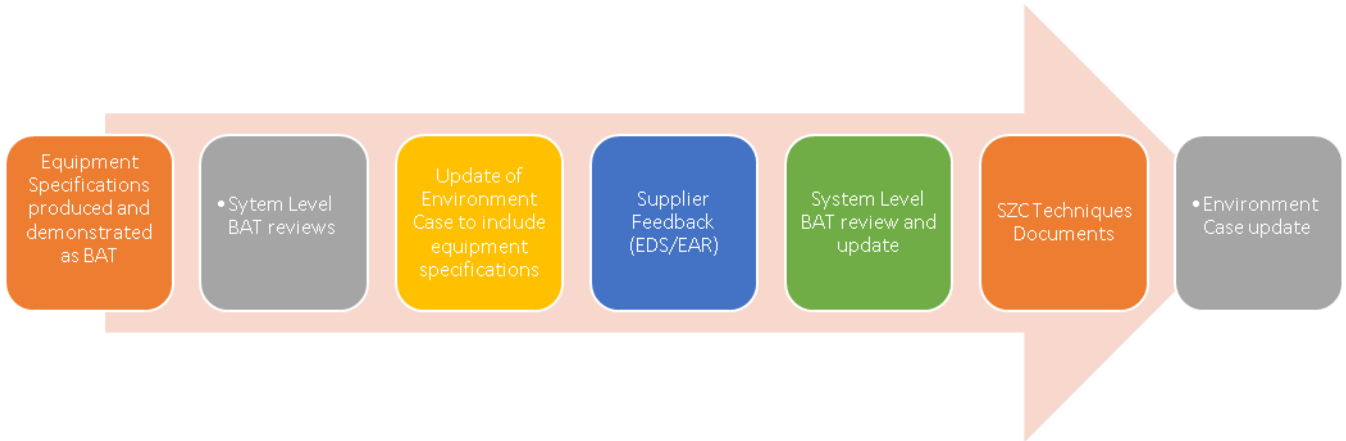 Equipment
Specifications
produced and
demonstrated
as BAT
• Sytem Level
BAT reviews
Update of
Environment
Case to include
equipment
specifications
Supplier
Feedback
(EDS/EAR)
System Level
BAT review and
update
SZC Techniques
Documents
• Environment
Case update